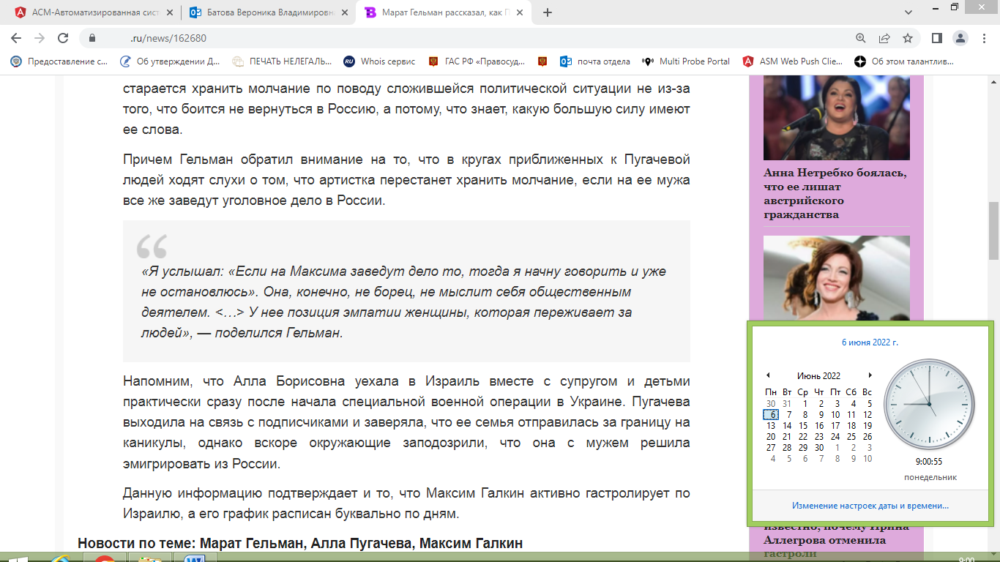 АСМ-Автоматизированная сист
Батова Вероника Владимировна
Марат Гельман рассказал, как П
.ru/news/162680
Предоставление с...
Об утверждении Д...
ПЕЧАТЬ НЕЛЕГАЛЬ...
RU
Whois сервис
ГАС РФ «Правосуд...
почта отдела
Multi Probe Portal
ASM Web Push Clie...
Об этом талантлив...
старается хранить молчание по поводу сложившейся политической ситуации не из-за
того, что боится не вернуться в Россию, а потому, что знает, какую большую силу имеют
ее слова.
Причем Гельман обратил внимание на то, что в кругах приближенных к Пугачевой
людей ходят слухи о том, что артистка перестанет хранить молчание, если на ее мужа
все же заведут уголовное дело в России.
«Я услышал: «Если на Максима заведут дело то, тогда я начну говорить и уже
не остановлюсь». Она, конечно, не борец, не мыслит себя общественным
деятелем. <…> У нее позиция эмпатии женщины, которая переживает за
людей», — поделился Гельман.
Напомним, что Алла Борисовна уехала в Израиль вместе с супругом и детьми
практически сразу после начала специальной военной операции в Украине. Пугачева
выходила на связь с подписчиками и заверяла, что ее семья отправилась за границу на
каникулы, однако вскоре окружающие заподозрили, что она с мужем решила
эмигрировать из России.
Данную информацию подтверждает и то, что Максим Галкин активно гастролирует по
Израилю, а его график расписан буквально по дням.
Новости по теме: Марат Гельман, Алла Пугачева, Максим Галкин
Анна Нетребко боялась,
что ее лишат
австрийского
гражданства
6 июня 2022 г.
Июнь 2022
Пн Вт Ср Чт Пт Сб Вс
30 31 1 2 3 4 5
6 7 8 9 10 11 12
13 14 15 16 17 18 19
20 21 22 23 24 25 26
27 28 29 30 1 2 3
4 5 6 7 8 9 10
9:00:55
понедельник
Изменение настроек даты и времени...
известно, почему Ирина
Аллегрова отменила
гастроли
9:00